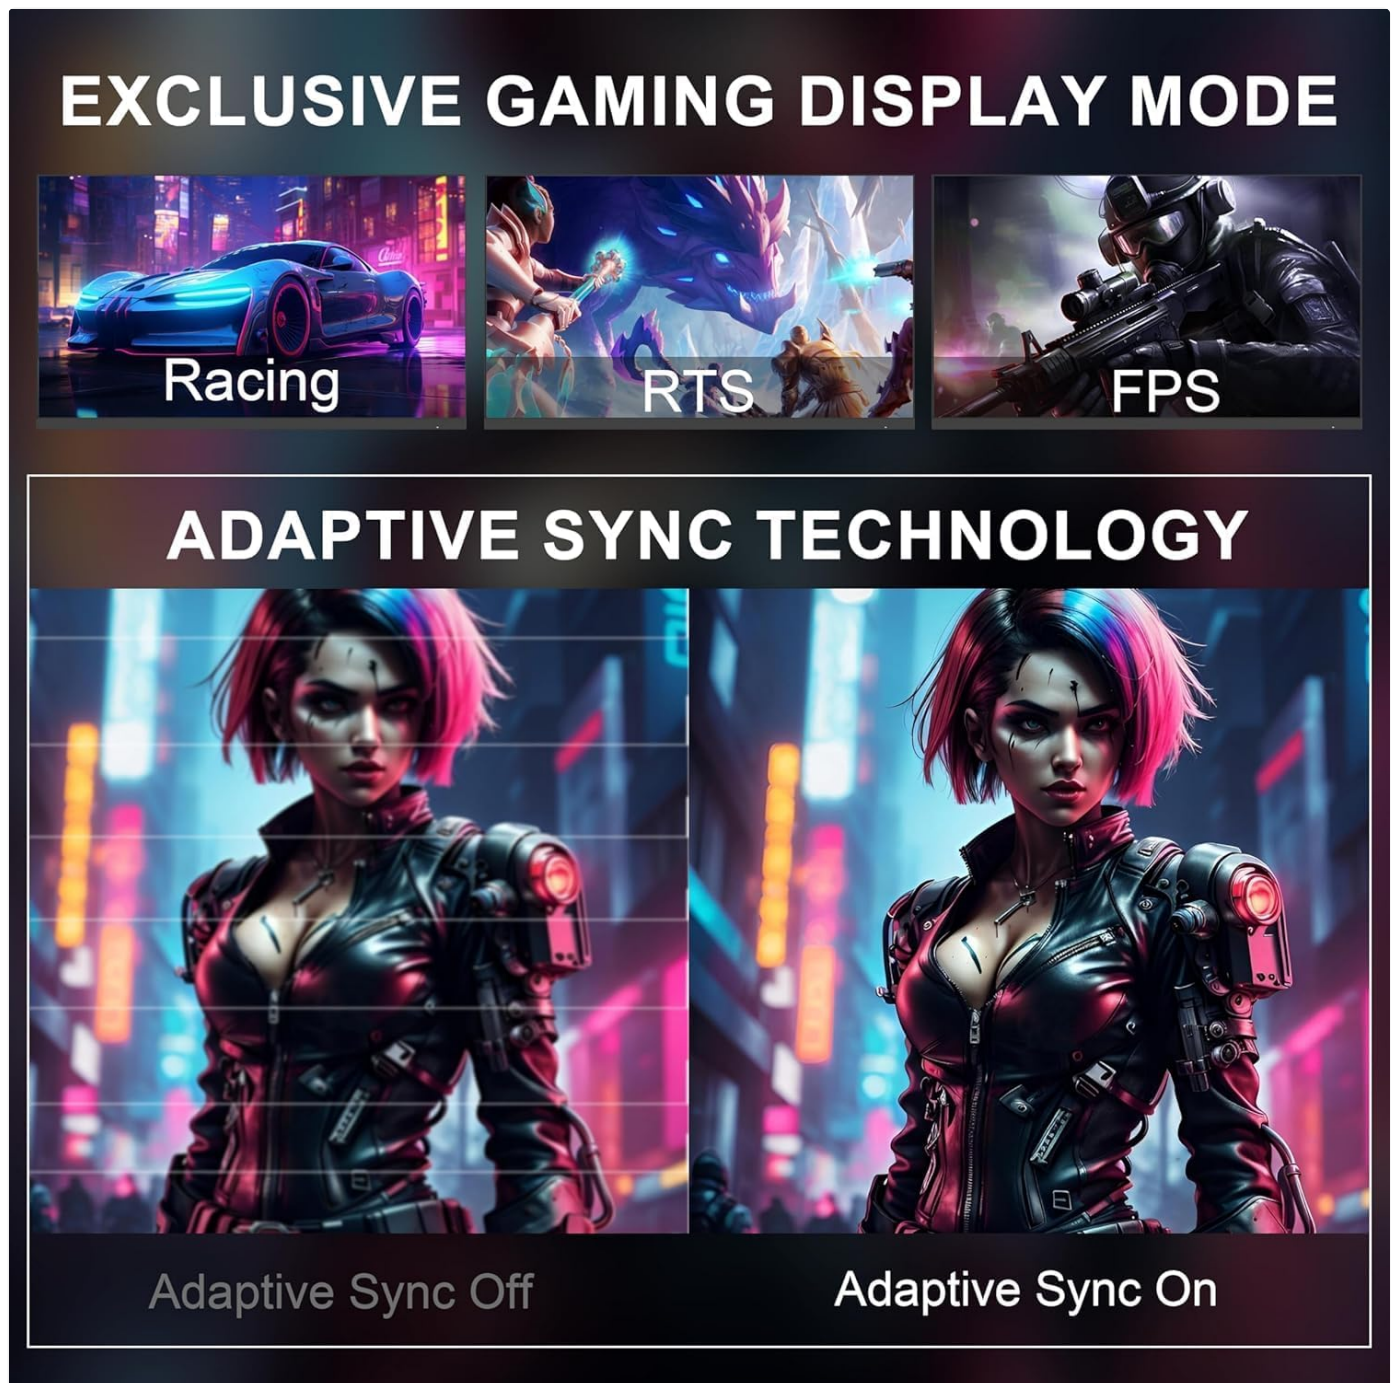 EXCLUSIVE GAMING DISPLAY MODE
Racing
RTS
FPS
ADAPTIVE SYNC TECHNOLOGY
Adaptive Sync Off
Adaptive Sync On